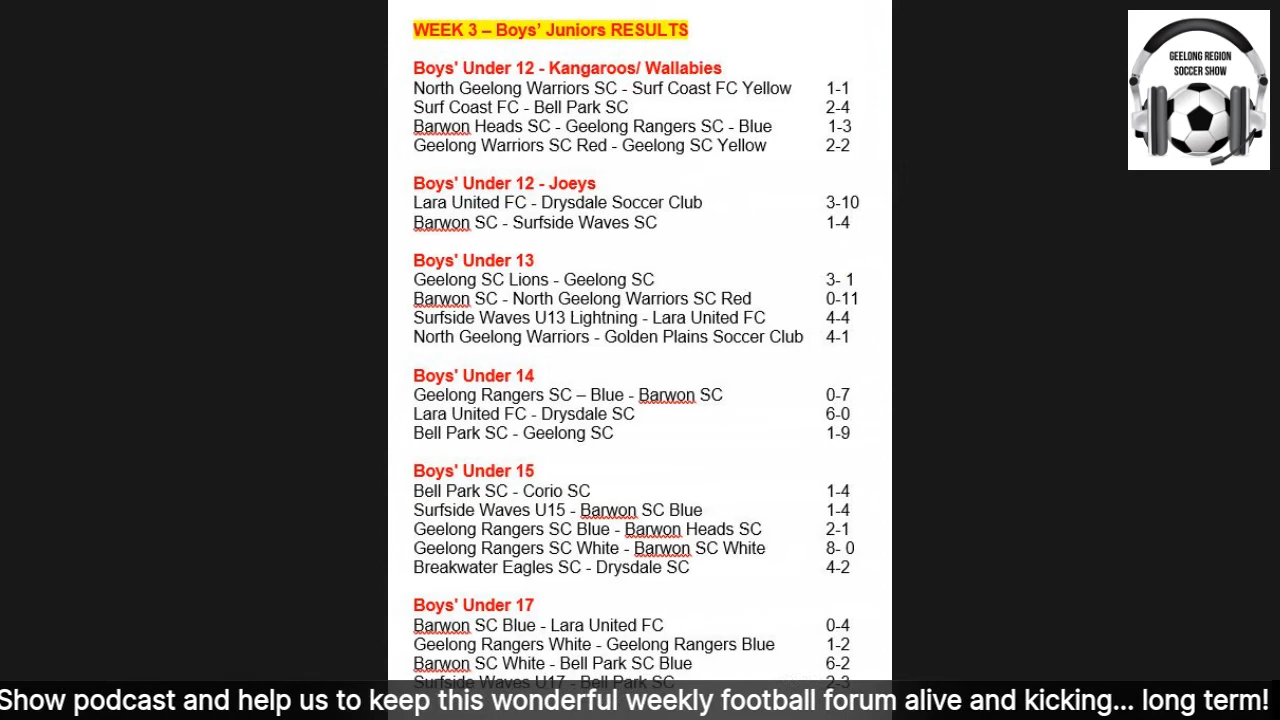 WEEK 3 – Boys’ Juniors RESULTS
Boys' Under 12 - Kangaroos/ Wallabies
North Geelong Warriors SC - Surf Coast FC Yellow 1-1
Surf Coast FC - Bell Park SC 2-4
Barwon Heads SC - Geelong Rangers SC - Blue 1-3
Geelong Warriors SC Red - Geelong SC Yellow 2-2
Boys' Under 12 - Joeys
Lara United FC - Drysdale Soccer Club 3-10
Barwon SC - Surfside Waves SC 1-4
Boys' Under 13
Geelong SC Lions - Geelong SC 3- 1
Barwon SC - North Geelong Warriors SC Red 0-11
Surfside Waves U13 Lightning - Lara United FC 4-4
North Geelong Warriors - Golden Plains Soccer Club 4-1
Boys' Under 14
Geelong Rangers SC – Blue - Barwon SC 0-7
Lara United FC - Drysdale SC 6-0
Bell Park SC - Geelong SC 1-9
Boys' Under 15
Bell Park SC - Corio SC 1-4
Surfside Waves U15 - Barwon SC Blue 1-4
Geelong Rangers SC Blue - Barwon Heads SC 2-1
Geelong Rangers SC White - Barwon SC White 8- 0
Breakwater Eagles SC - Drysdale SC 4-2
Boys' Under 17
Barwon SC Blue - Lara United FC 0-4
Geelong Rangers White - Geelong Rangers Blue 1-2
Barwon SC White - Bell Park SC Blue 6-2
Surfside Waves U17 - Bell Park SC 2-3
Show podcast and help us to keep this wonderful weekly football forum alive and kicking... long term!
GEELONG REGION
SOCCER SHOW